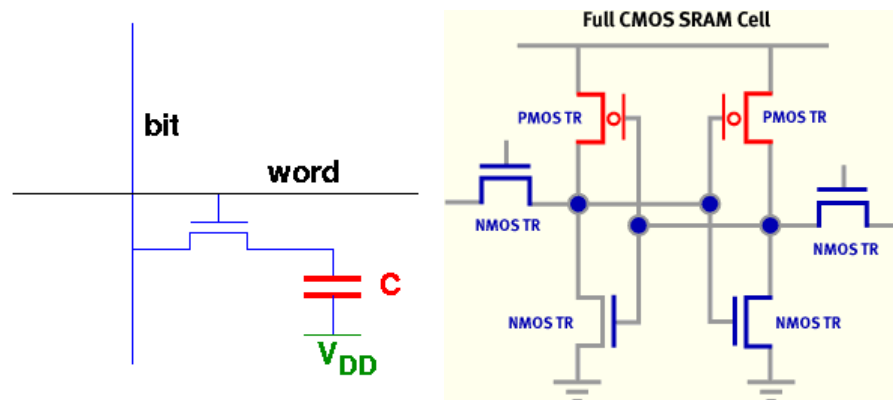 bit
word
C
VDD
Full CMOS SRAM Cell
PMOS TR
PMOS TR
NMOS TR
NMOS TR
NMOS TR
NMOS TR